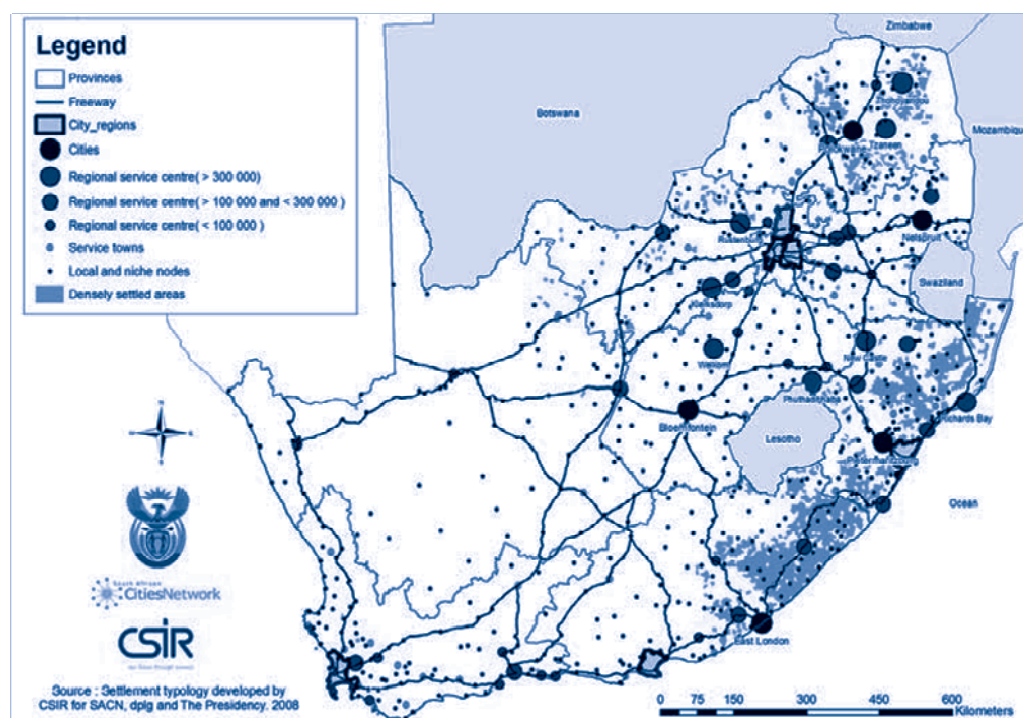 Legend
Provinces
Freeway
City_regions
Cities
Regional service centre( > 300'000)
Regional service centre( > 100'000 and < 300'000 )
Regional service centre( < 100'000 )
Service towns
Local and niche nodes
Densely settled areas
Zimbabwe
Botswana
Mozambique
Tzaneen
Rustenburg
Nelspruit
Swaziland
Klerksdorp
New Castle
Welkom
Phuthaditjhaba
Richards Bay
Bloemfontein
Lesotho
Pietermaritzburg
Ocean
East London
CitiesNetwork
CSIR
Source : Settlement typology developed by
CSIR for SACN, dplg and The Presidency. 2008
0 75 150 300 450 600
Kilometers